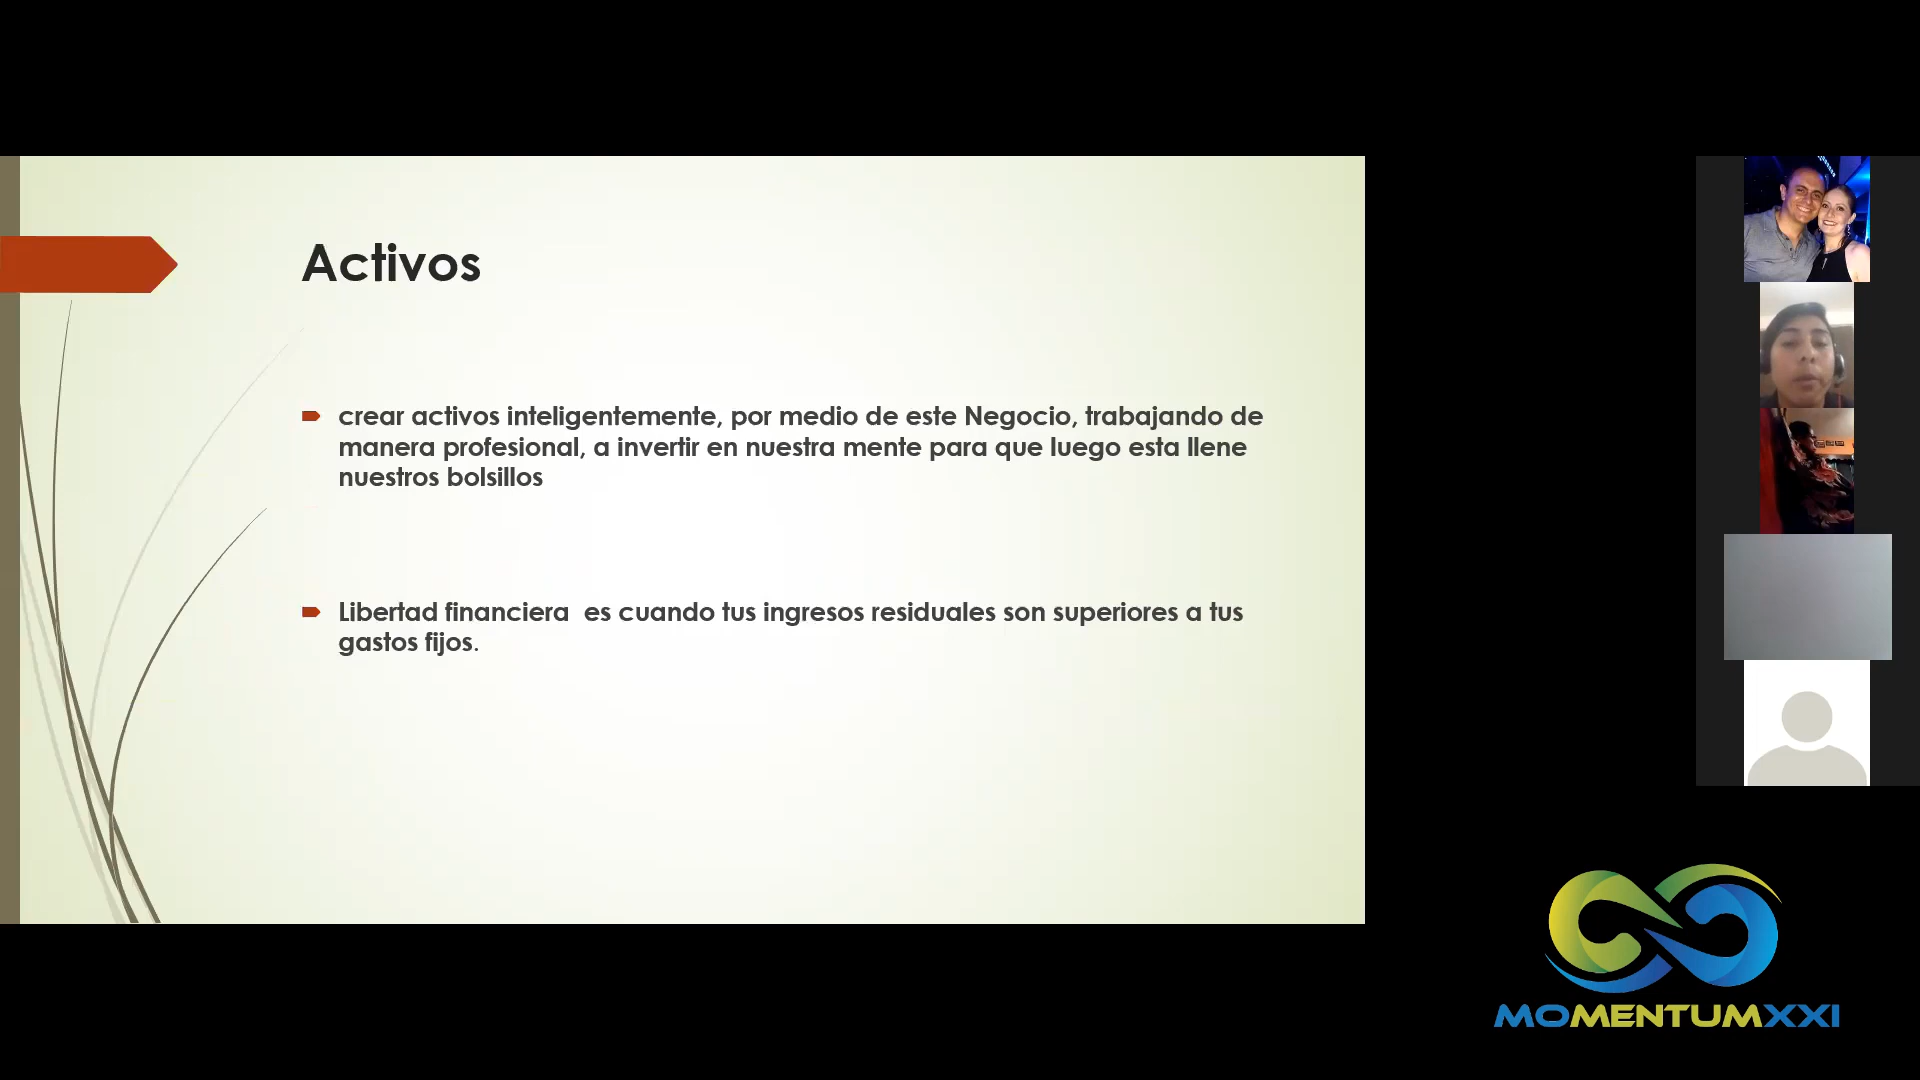 Activos
crear activos inteligentemente, por medio de este Negocio, trabajando de
manera profesional, a invertir en nuestra mente para que luego esta llene
nuestros bolsillos
Libertad financiera  es cuando tus ingresos residuales son superiores a tus
gastos fijos.
MOMENTUMXXI